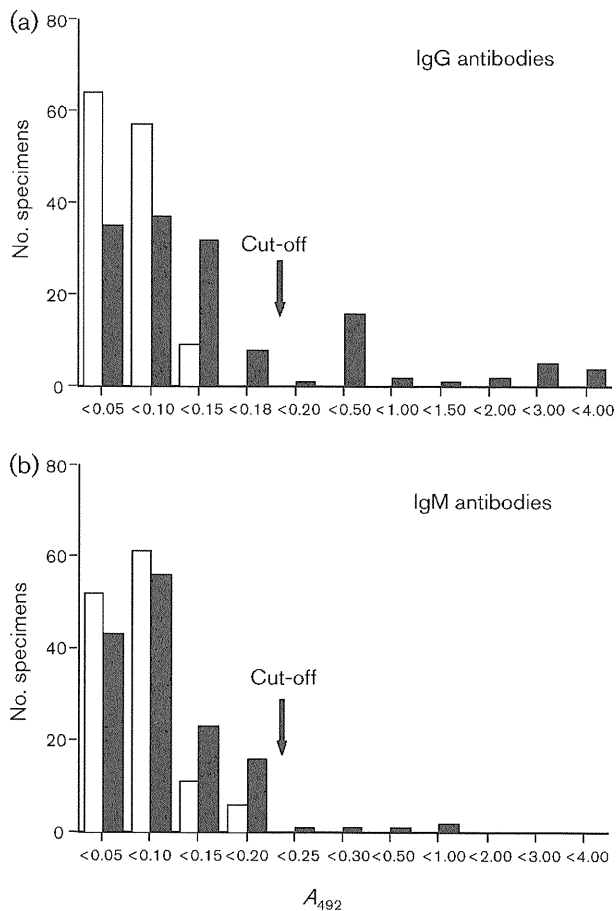 (a)
80
60
40
20
0
No. specimens
IgG antibodies
Cut-off
<0.05 <0.10 <0.15 <0.18 <0.20 <0.50 <1.00 <1.50 <2.00 <3.00 <4.00
(b)
80
60
40
20
0
No. specimens
IgM antibodies
Cut-off
<0.05 <0.10 <0.15 <0.20 <0.25 <0.30 <0.50 <1.00 <2.00 <3.00 <4.00
A492